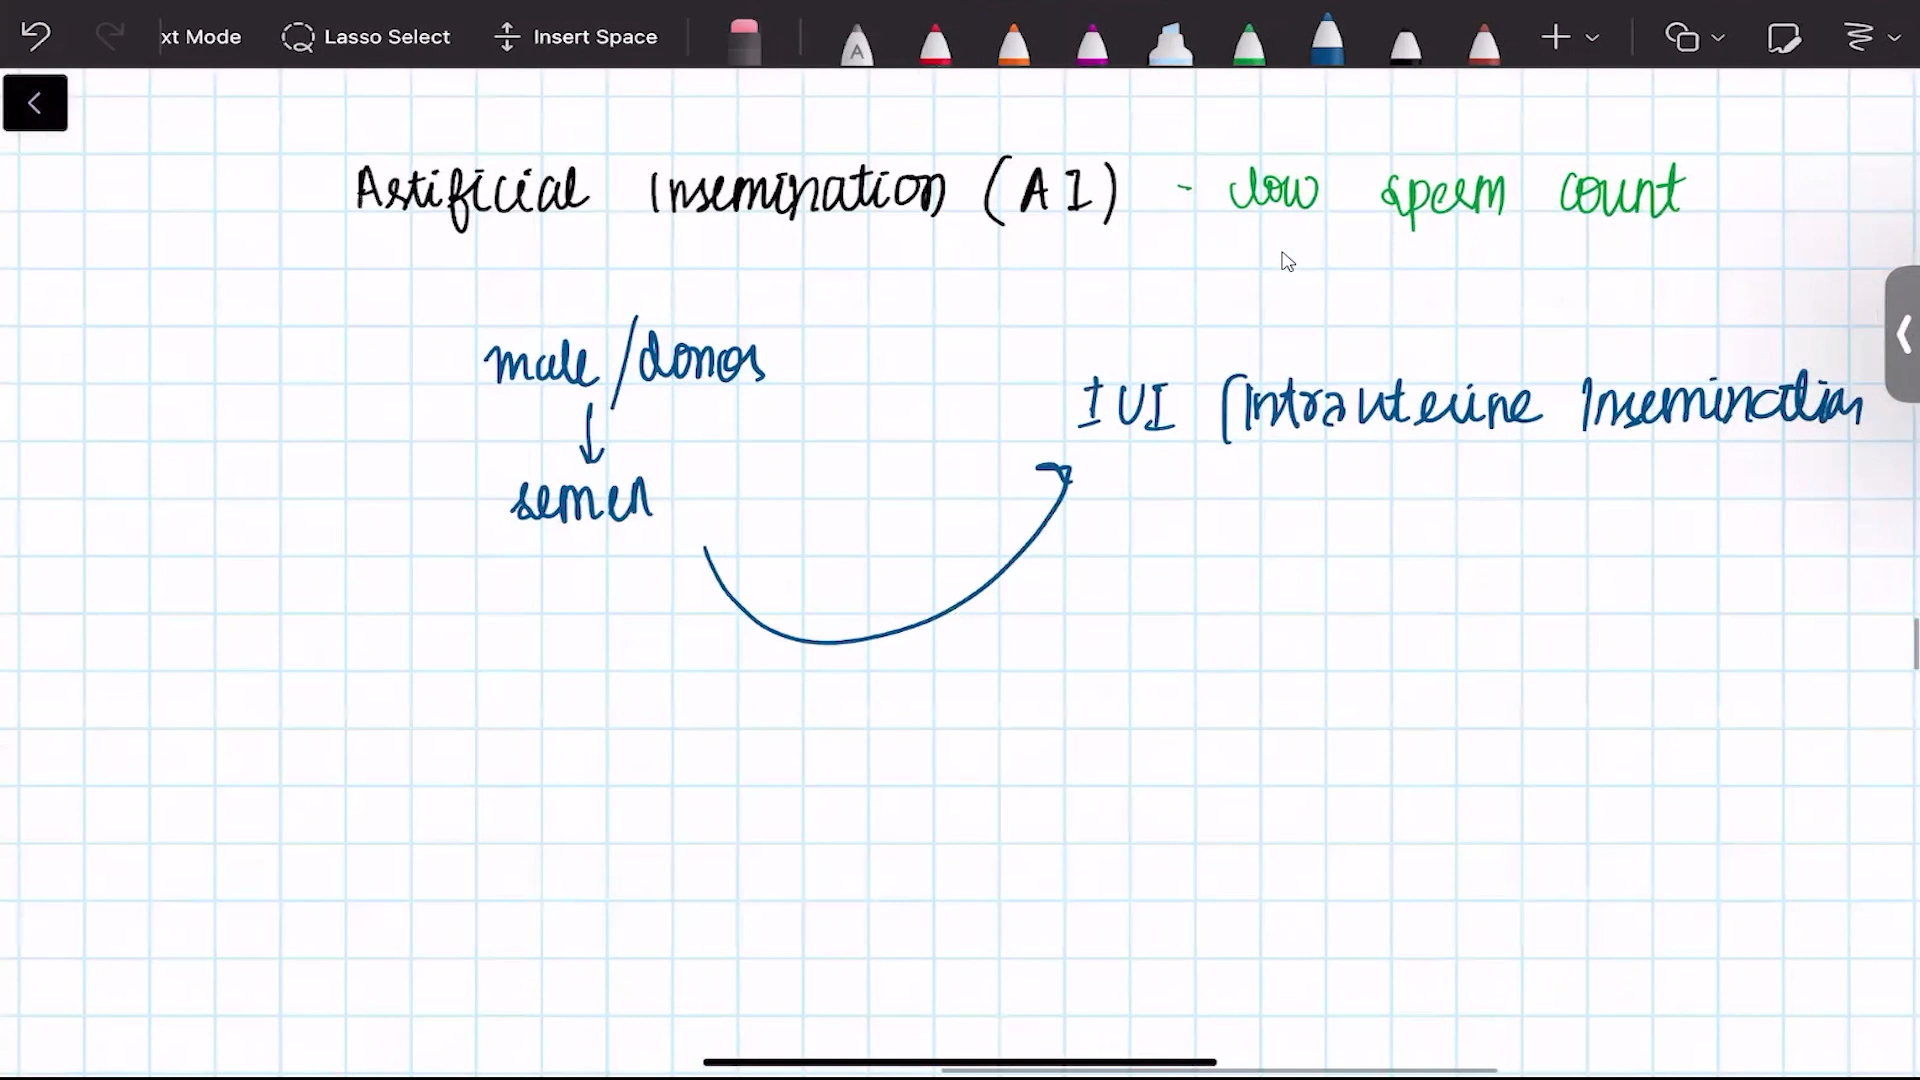 xt Mode Lasso Select Insert Space A
Artificial Insemination (AI) - low sperm count
male/donor
IUI (Intrauterine Insemination
semen